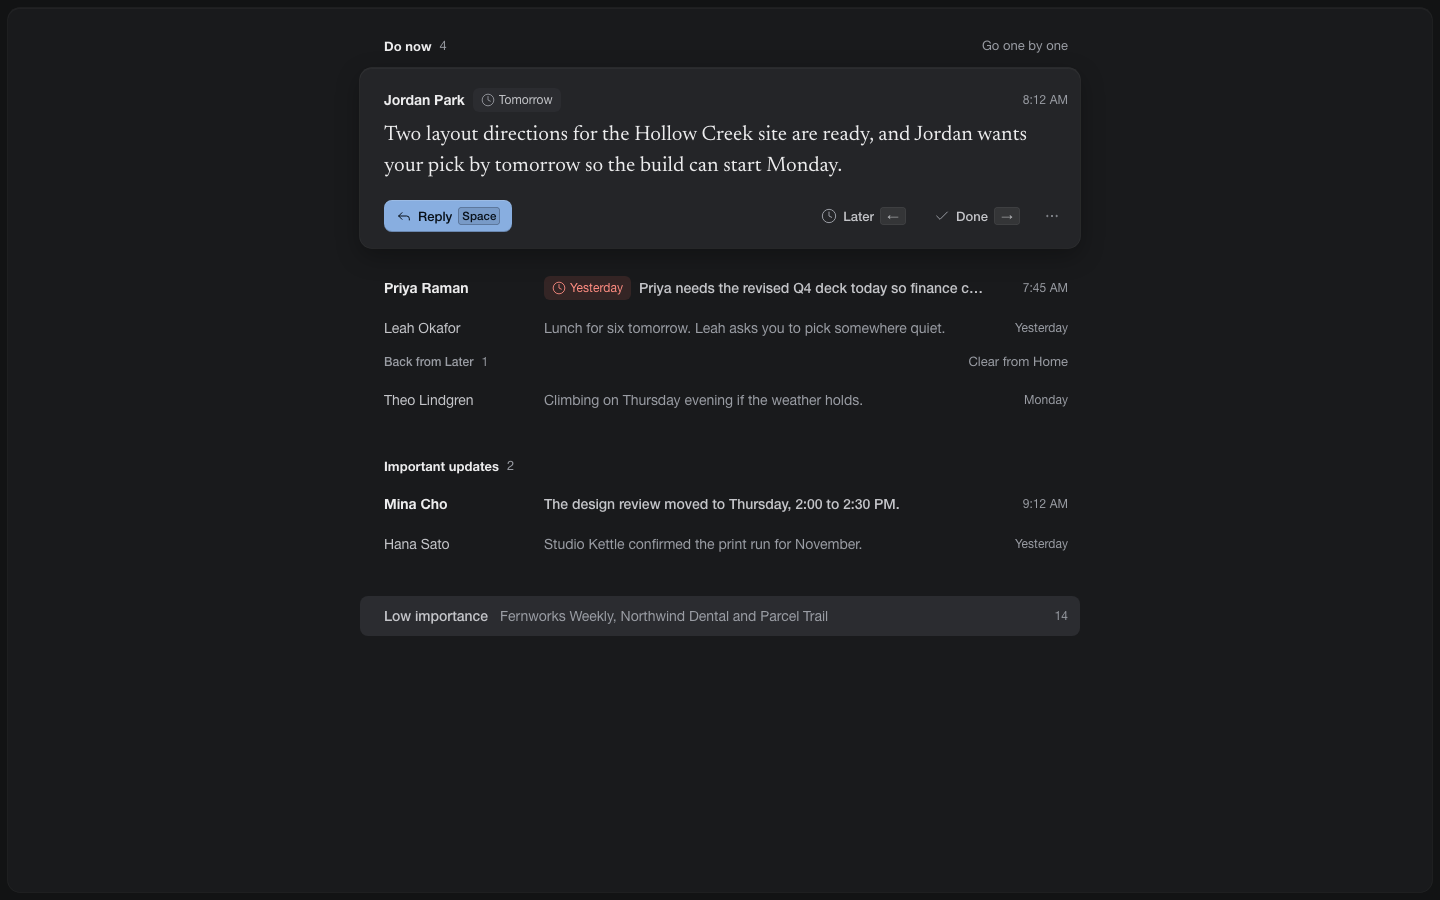 Do now 4 Go one by one
Jordan Park Tomorrow 8:12 AM
Two layout directions for the Hollow Creek site are ready, and Jordan wants
your pick by tomorrow so the build can start Monday.
Reply Space Later ← Done → ···
Priya Raman Yesterday Priya needs the revised Q4 deck today so finance c… 7:45 AM
Leah Okafor Lunch for six tomorrow. Leah asks you to pick somewhere quiet. Yesterday
Back from Later 1 Clear from Home
Theo Lindgren Climbing on Thursday evening if the weather holds. Monday
Important updates 2
Mina Cho The design review moved to Thursday, 2:00 to 2:30 PM. 9:12 AM
Hana Sato Studio Kettle confirmed the print run for November. Yesterday
Low importance Fernworks Weekly, Northwind Dental and Parcel Trail 14